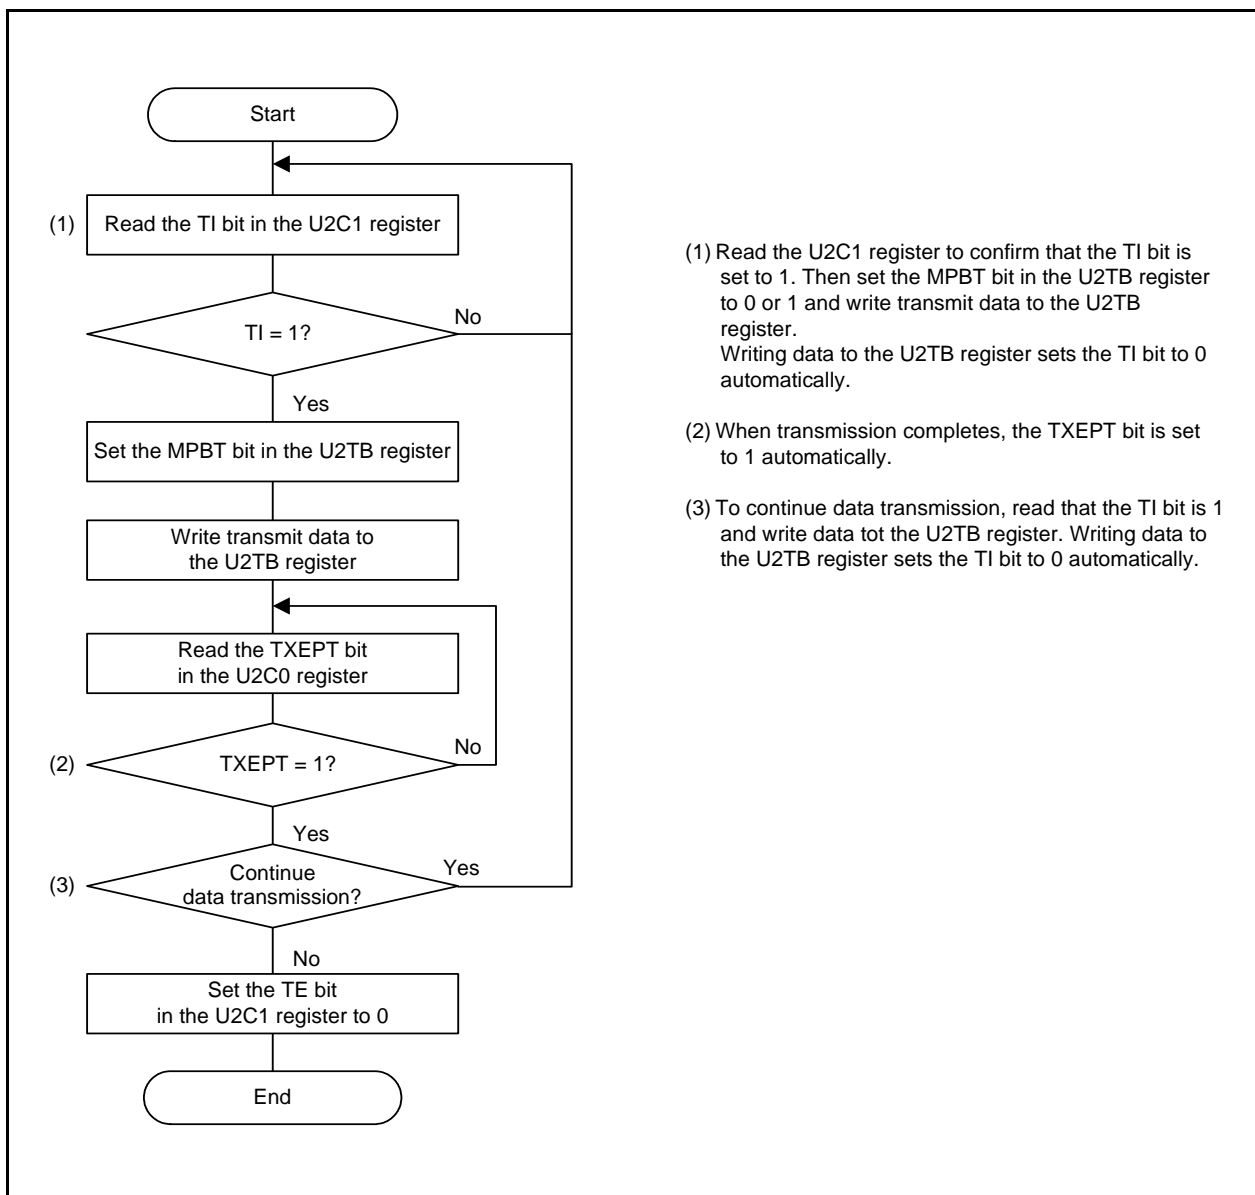 Start
(1)
Read the TI bit in the U2C1 register
TI = 1?
No
Yes
Set the MPBT bit in the U2TB register
Write transmit data to
the U2TB register
Read the TXEPT bit
in the U2C0 register
(2)
TXEPT = 1?
No
Yes
(3)
Continue
data transmission?
Yes
No
Set the TE bit
in the U2C1 register to 0
End
(1) Read the U2C1 register to confirm that the TI bit is
set to 1. Then set the MPBT bit in the U2TB register
to 0 or 1 and write transmit data to the U2TB
register.
Writing data to the U2TB register sets the TI bit to 0
automatically.
(2) When transmission completes, the TXEPT bit is set
to 1 automatically.
(3) To continue data transmission, read that the TI bit is 1
and write data tot the U2TB register. Writing data to
the U2TB register sets the TI bit to 0 automatically.